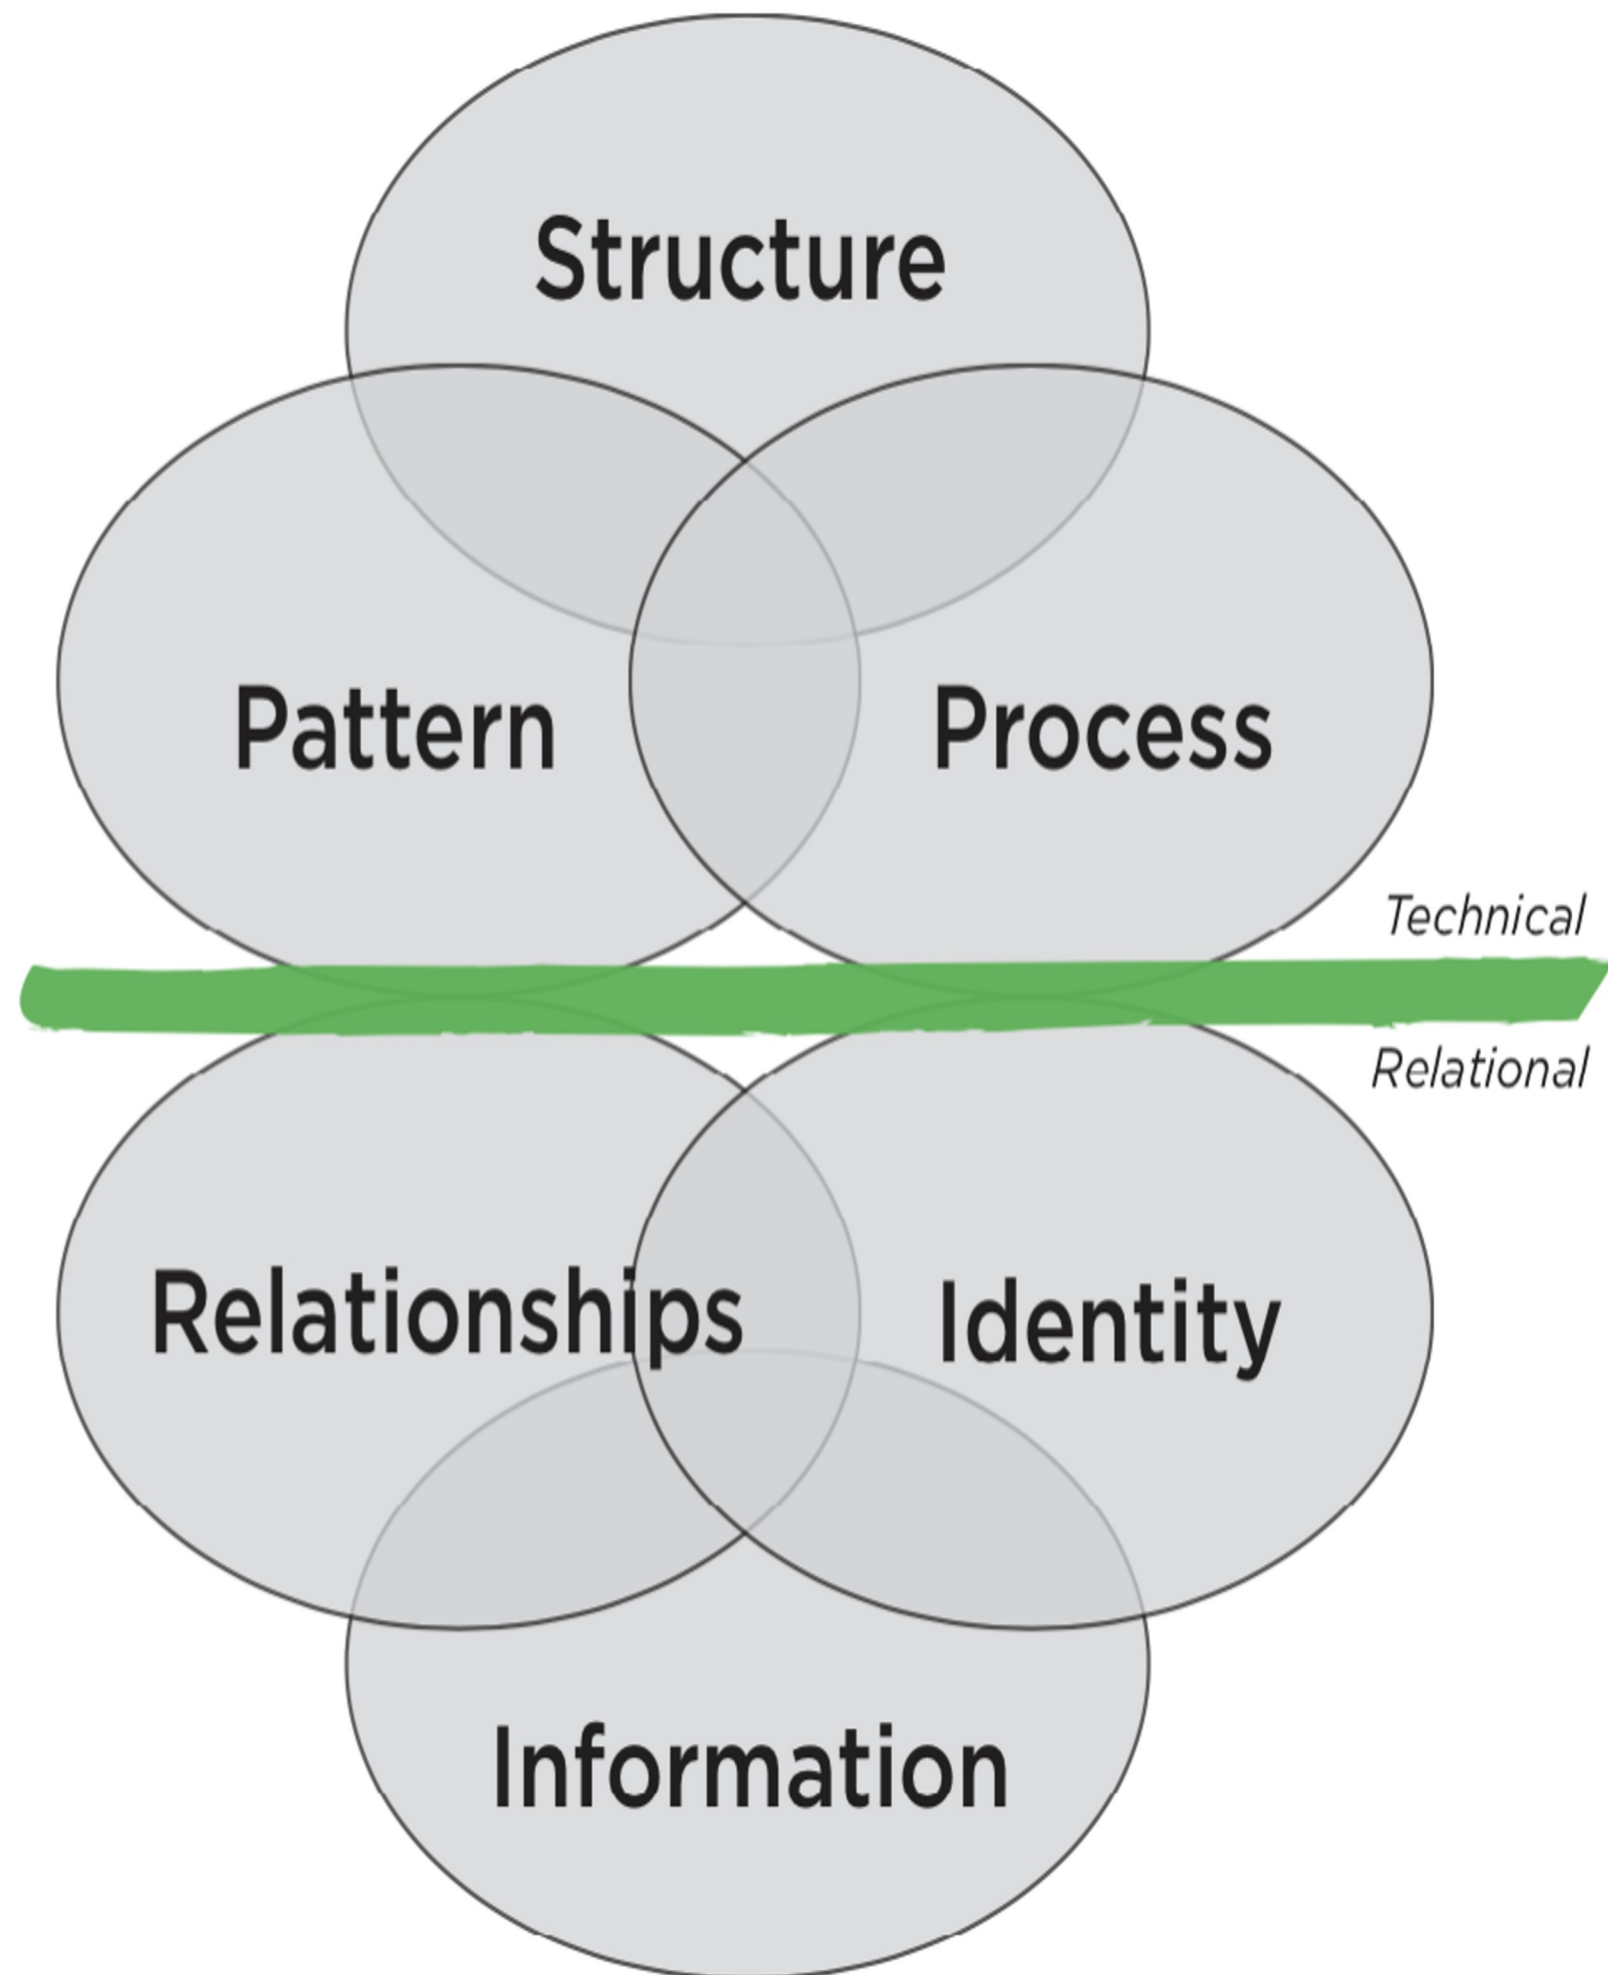 Structure
Pattern
Process
Technical
Relational
Relationships
Identity
Information